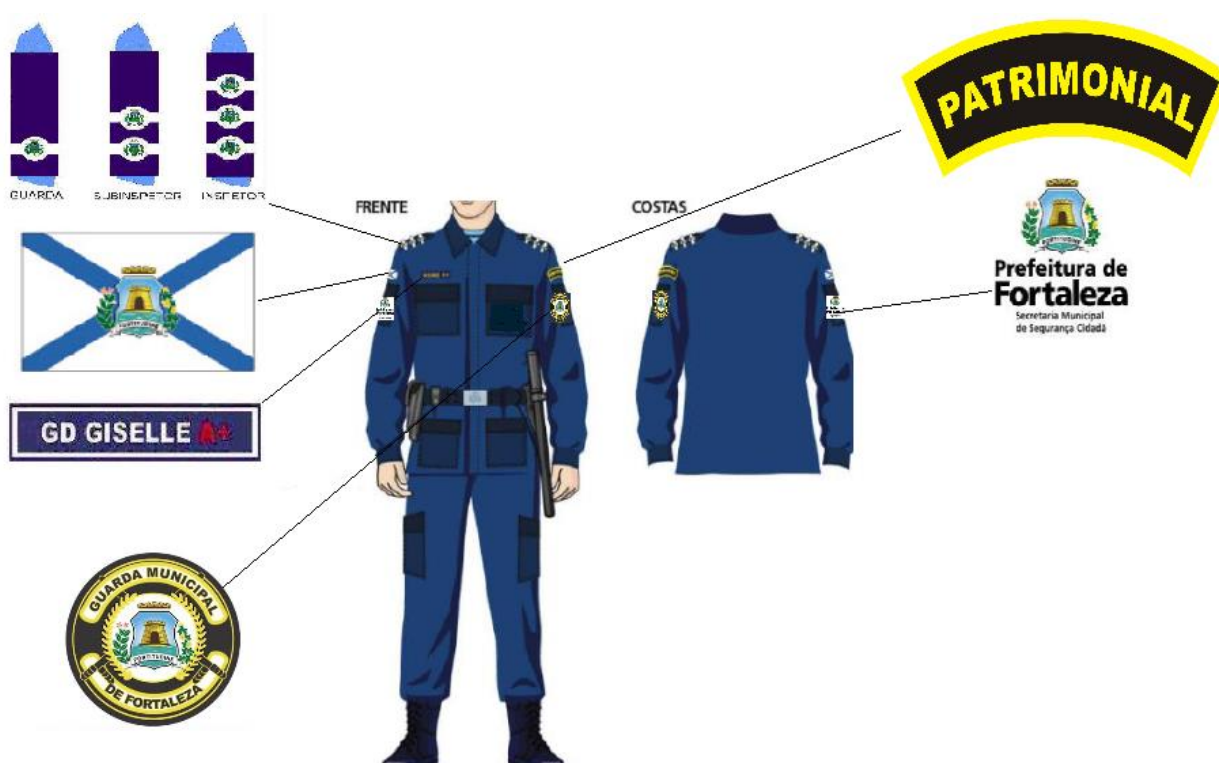 GUARDA SUBINSPETOR INSPETOR
PATRIMONIAL
FRENTE
COSTAS
Prefeitura de
Fortaleza
Secretaria Municipal
de Segurança Cidadã
GD GISELLE A+
GUARDA MUNICIPAL
DE FORTALEZA